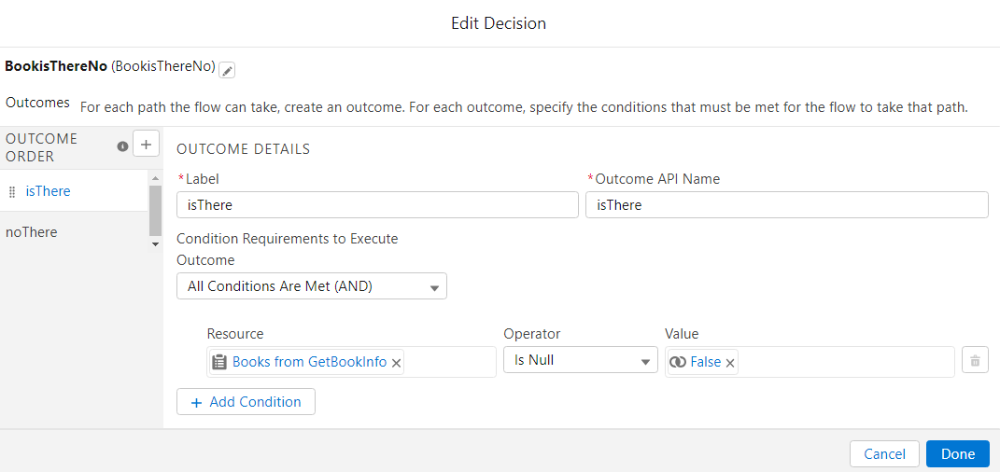 Edit Decision
BookisThereNo (BookisThereNo)
Outcomes For each path the flow can take, create an outcome. For each outcome, specify the conditions that must be met for the flow to take that path.
OUTCOME
ORDER
isThere
noThere
OUTCOME DETAILS
*Label *Outcome API Name
isThere isThere
Condition Requirements to Execute
Outcome
All Conditions Are Met (AND)
Resource Operator Value
Books from GetBookInfo Is Null False
+ Add Condition
Cancel Done